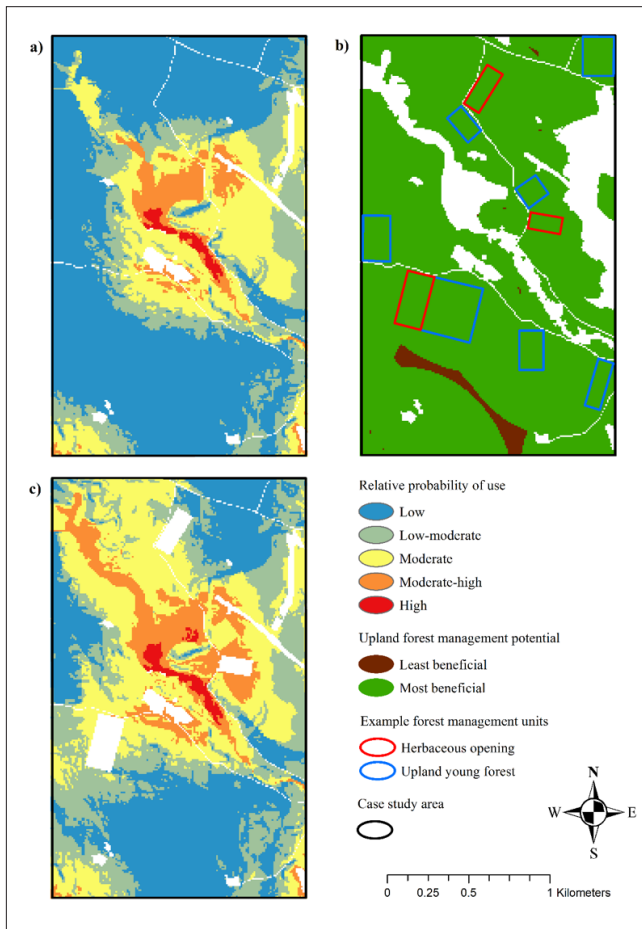 a)
b)
c)
Relative probability of use
Low
Low-moderate
Moderate
Moderate-high
High
Upland forest management potential
Least beneficial
Most beneficial
Example forest management units
Herbaceous opening
Upland young forest
Case study area
N
W E
S
0 0.25 0.5 1 Kilometers